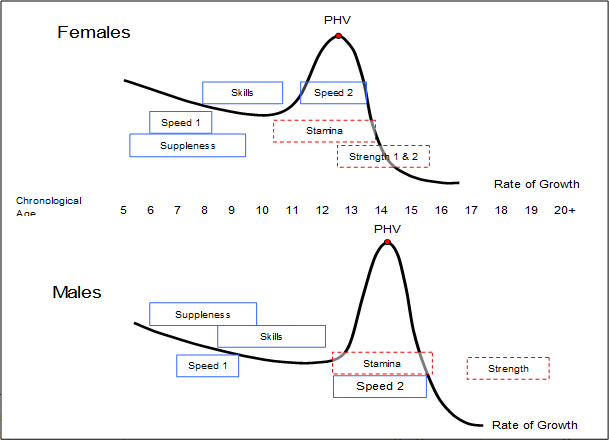 PHV
Females
Skills
Speed 2
Speed 1
Stamina
Suppleness
Strength 1 & 2
Rate of Growth
Chronological
Age
5 6 7 8 9 10 11 12 13 14 15 16 17 18 19 20+
PHV
Males
Suppleness
Skills
Speed 1
Stamina
Strength
Speed 2
Rate of Growth